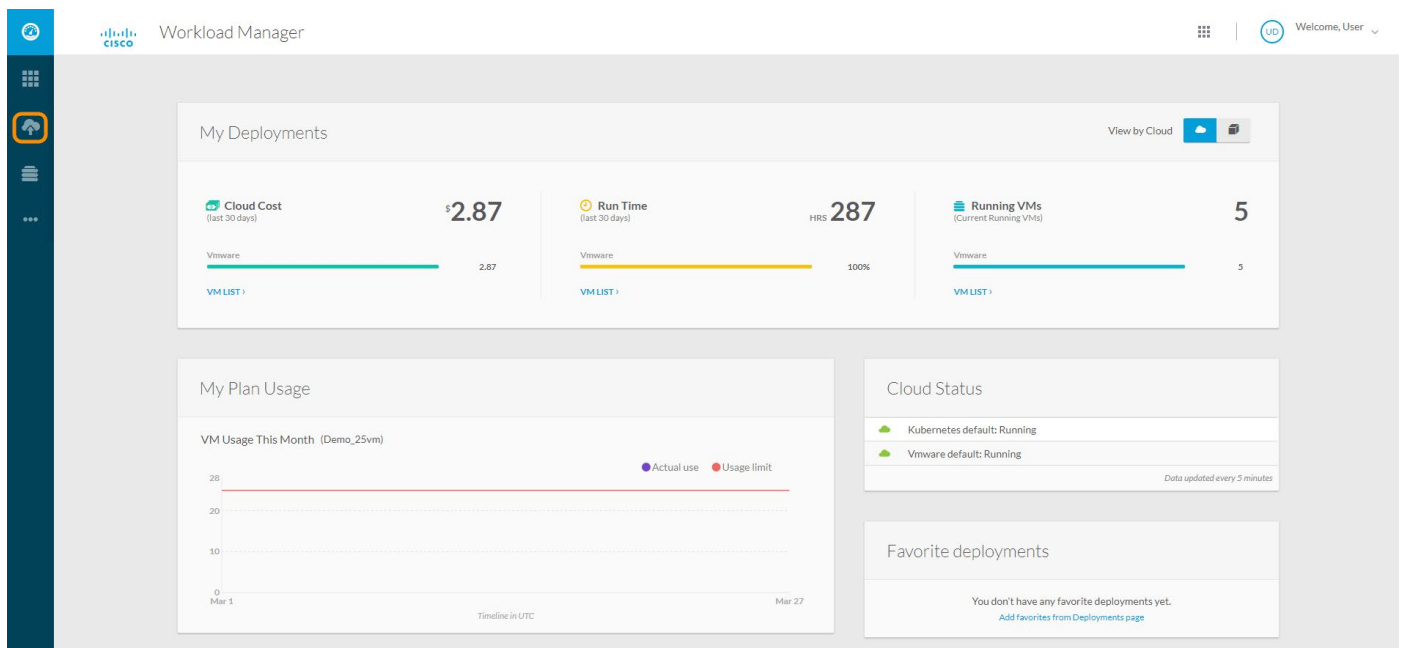 CISCO
Workload Manager
UD
Welcome, User
My Deployments
View by Cloud
Cloud Cost
(last 30 days)
$2.87
Vmware
2.87
VM LIST ›
Run Time
(last 30 days)
HRS 287
Vmware
100%
VM LIST ›
Running VMs
(Current Running VMs)
5
Vmware
5
VM LIST ›
My Plan Usage
VM Usage This Month (Demo_25vm)
Actual use Usage limit
28
20
10
0
Mar 1 Mar 27
Timeline in UTC
Cloud Status
Kubernetes default: Running
Vmware default: Running
Data updated every 5 minutes
Favorite deployments
You don't have any favorite deployments yet.
Add favorites from Deployments page